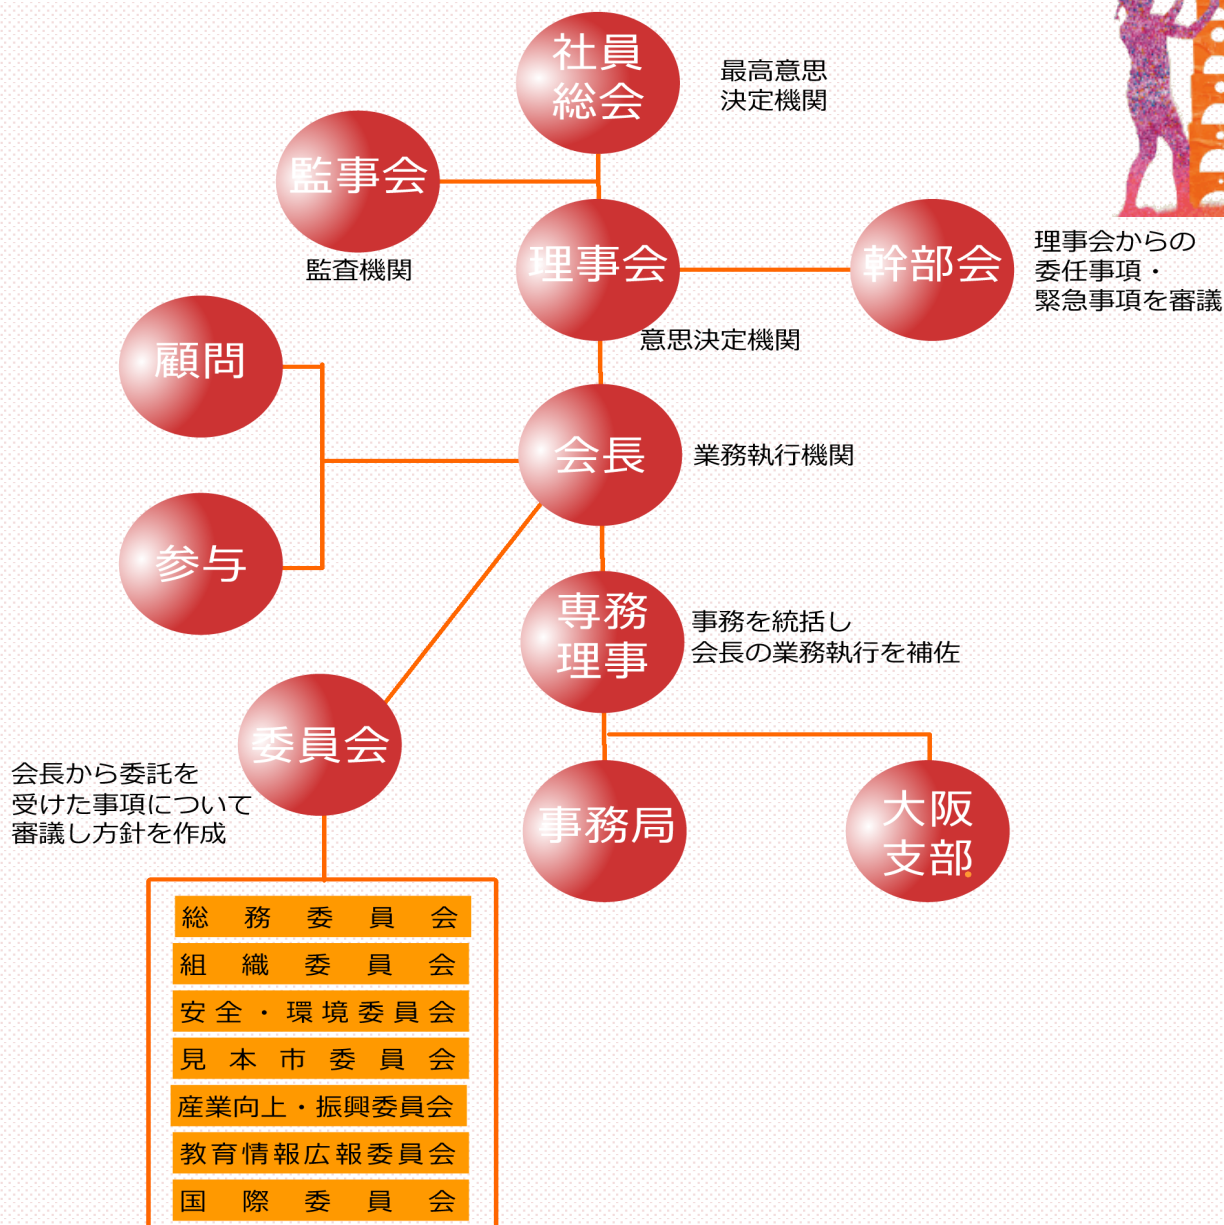 社員
総会
最高意思
決定機関
監事会
監査機関
理事会
意思決定機関
幹部会
理事会からの
委任事項・
緊急事項を審議
顧問
参与
会長
業務執行機関
専務
理事
事務を統括し
会長の業務執行を補佐
委員会
会長から委託を
受けた事項について
審議し方針を作成
事務局
大阪
支部
総務委員会
組織委員会
安全・環境委員会
見本市委員会
産業向上・振興委員会
教育情報広報委員会
国際委員会